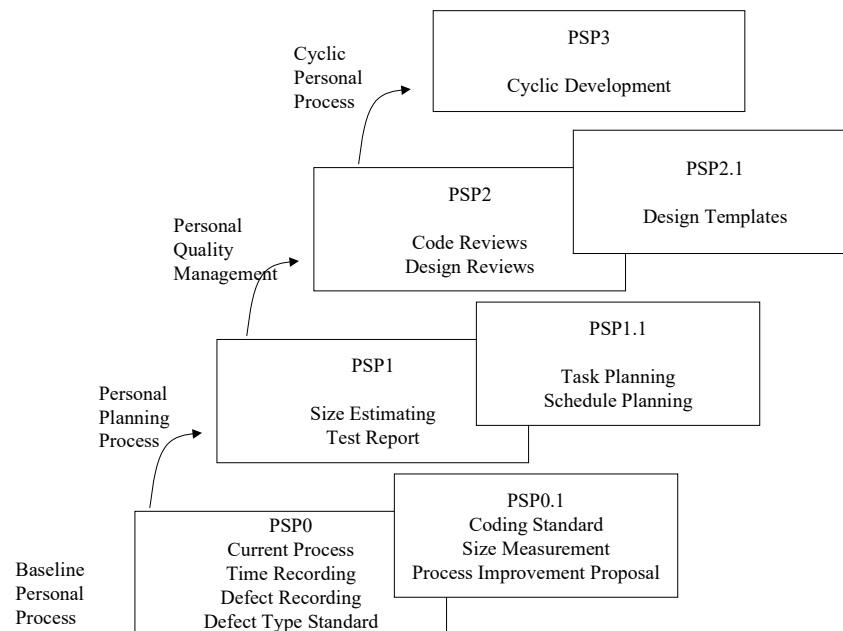 Cyclic
Personal
Process
PSP3
Cyclic Development
PSP2.1
Design Templates
PSP2
Code Reviews
Design Reviews
Personal
Quality
Management
PSP1.1
Task Planning
Schedule Planning
PSP1
Size Estimating
Test Report
Personal
Planning
Process
PSP0.1
Coding Standard
Size Measurement
Process Improvement Proposal
PSP0
Current Process
Time Recording
Defect Recording
Defect Type Standard
Baseline
Personal
Process